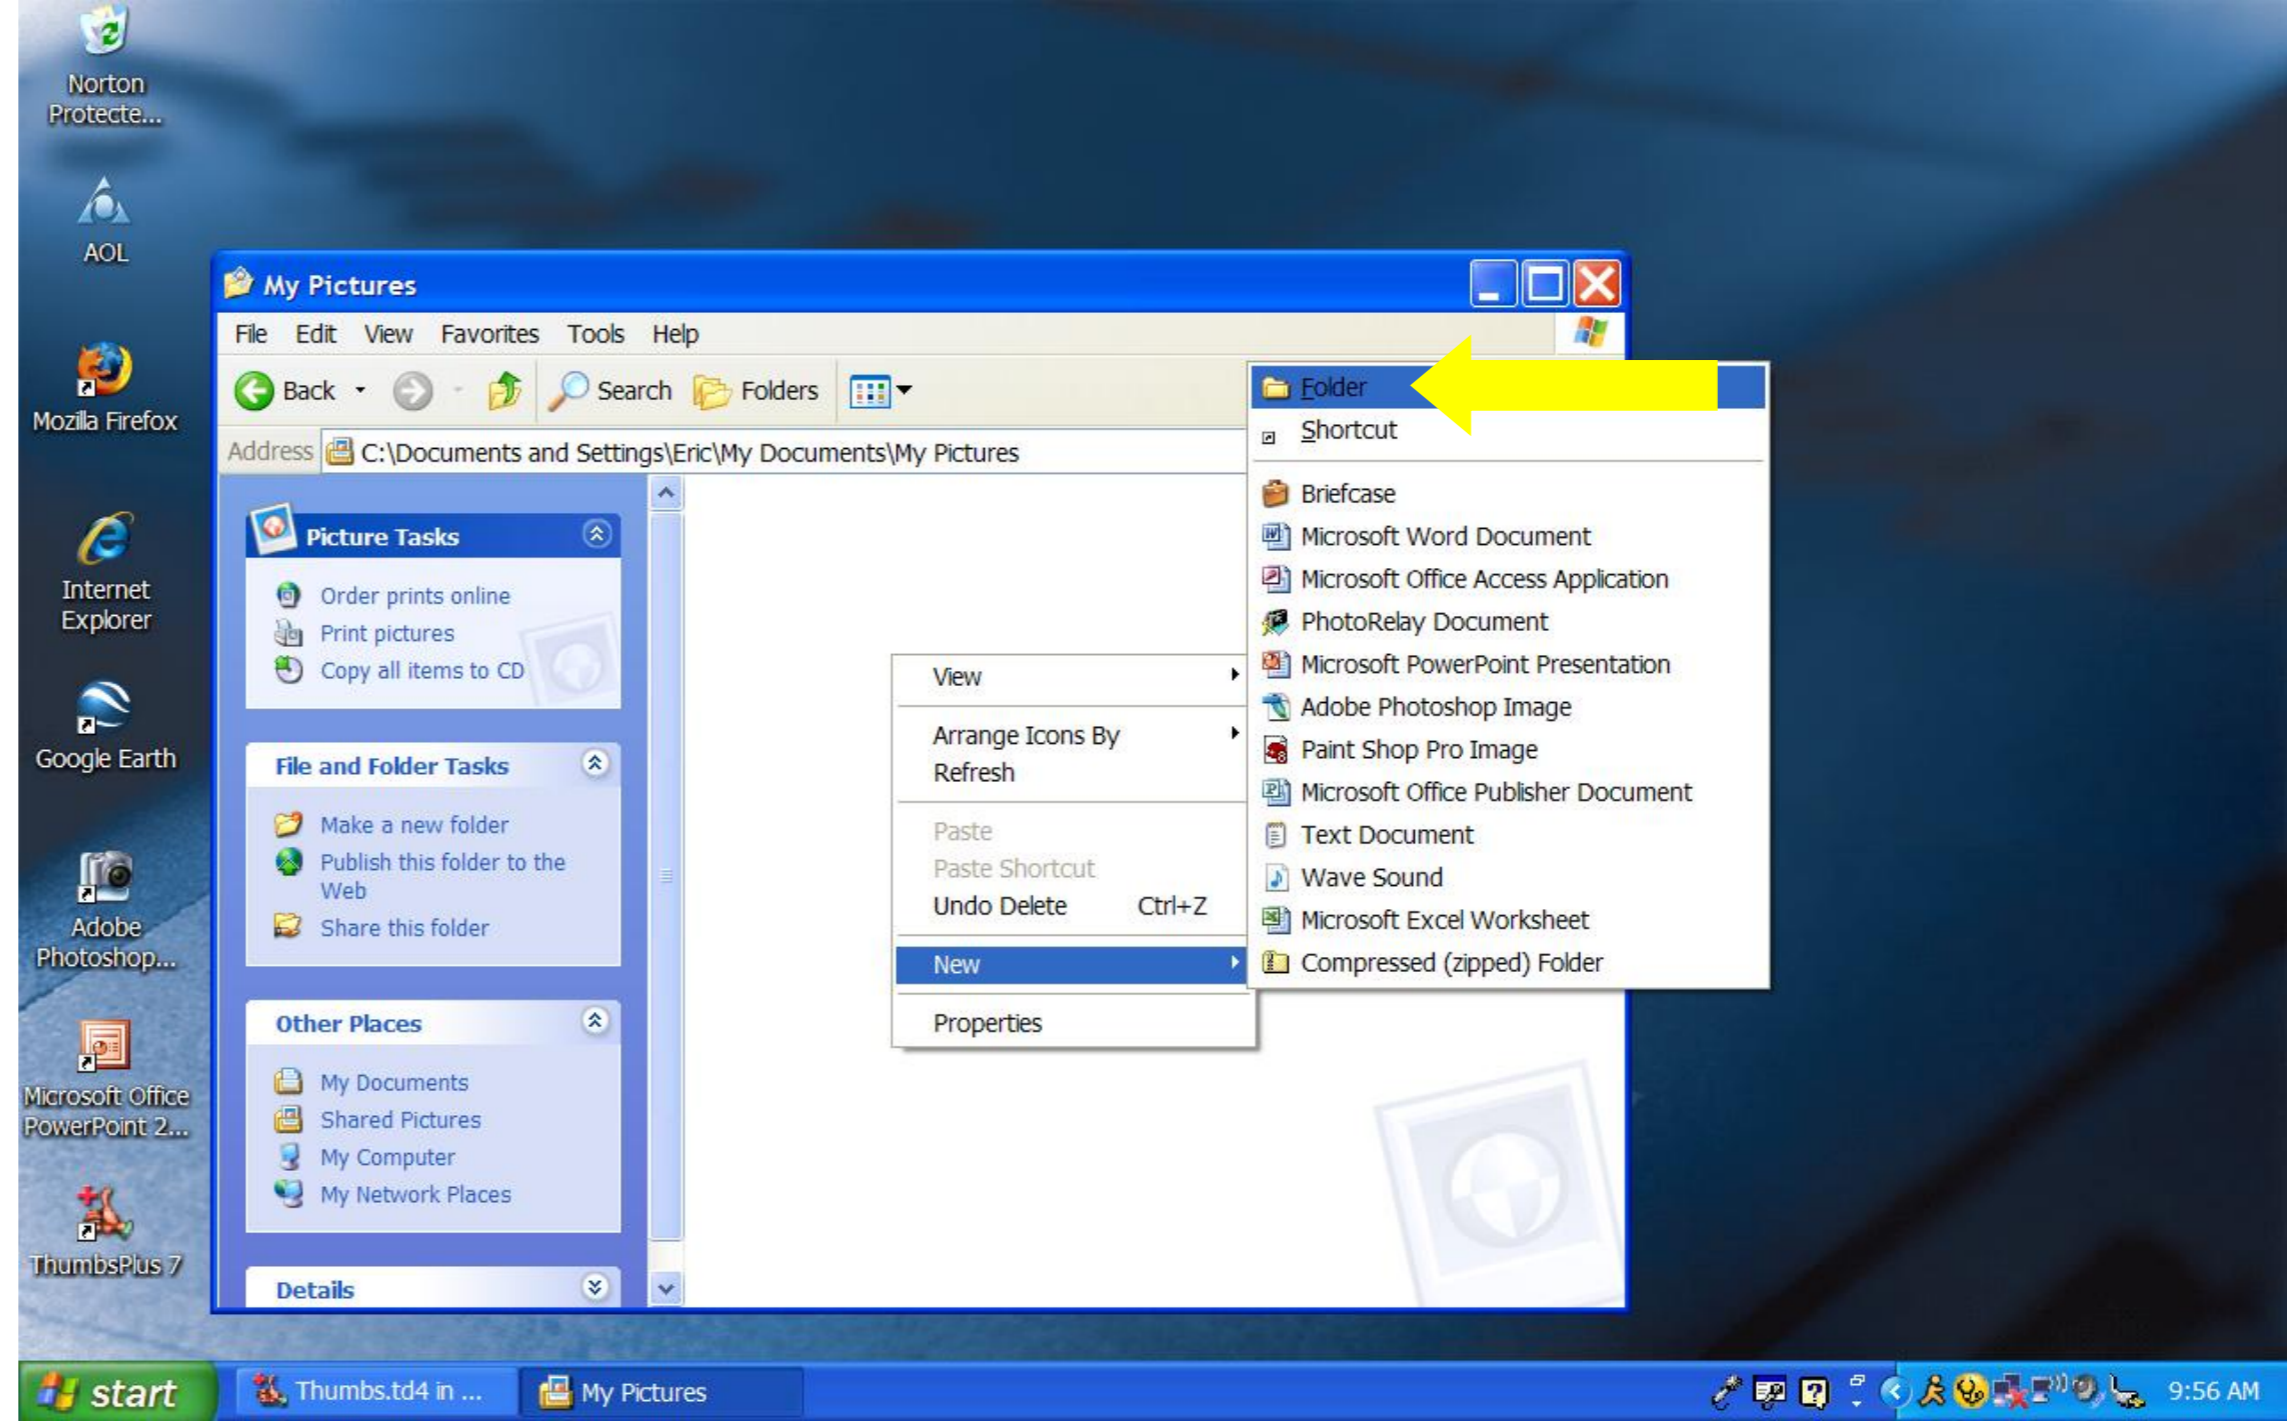 Norton
Protecte...
AOL
Mozilla Firefox
Internet
Explorer
Google Earth
Adobe
Photoshop...
Microsoft Office
PowerPoint 2...
ThumbsPlus 7
My Pictures
File Edit View Favorites Tools Help
Back Search Folders
Address C:\Documents and Settings\Eric\My Documents\My Pictures
Picture Tasks
Order prints online
Print pictures
Copy all items to CD
File and Folder Tasks
Make a new folder
Publish this folder to the
Web
Share this folder
Other Places
My Documents
Shared Pictures
My Computer
My Network Places
Details
View
Arrange Icons By
Refresh
Paste
Paste Shortcut
Undo Delete Ctrl+Z
New
Properties
Folder
Shortcut
Briefcase
Microsoft Word Document
Microsoft Office Access Application
PhotoRelay Document
Microsoft PowerPoint Presentation
Adobe Photoshop Image
Paint Shop Pro Image
Microsoft Office Publisher Document
Text Document
Wave Sound
Microsoft Excel Worksheet
Compressed (zipped) Folder
start Thumbs.td4 in ... My Pictures 9:56 AM